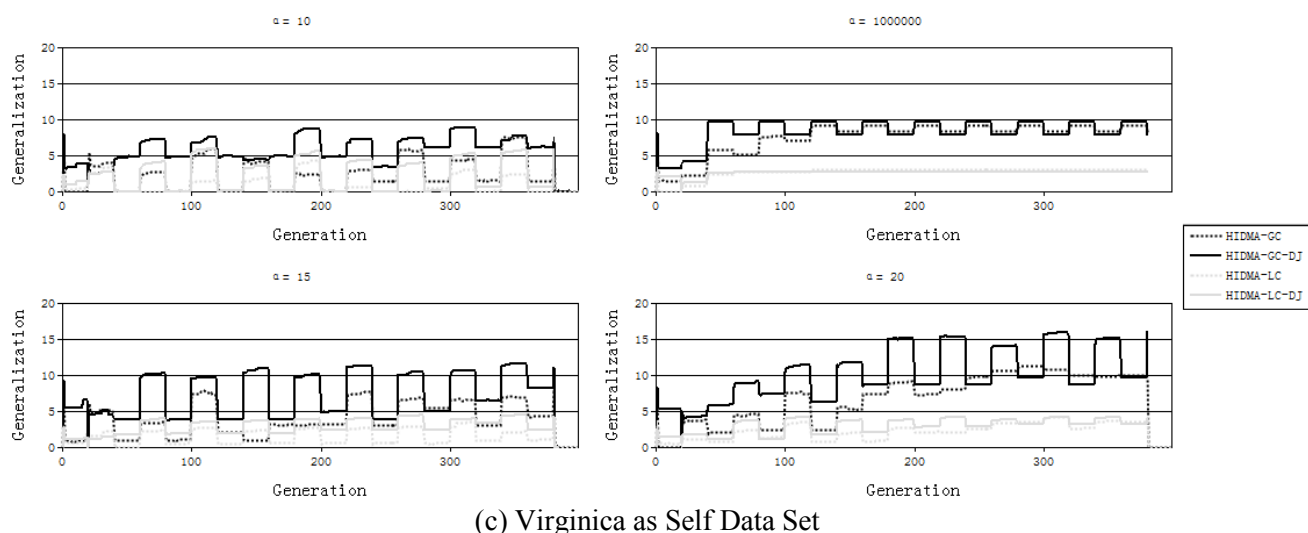 α = 10
Generalization
20
15
10
5
0
0
100
200
300
Generation
α = 1000000
Generalization
20
15
10
5
0
0
100
200
300
Generation
α = 15
Generalization
20
15
10
5
0
0
100
200
300
Generation
α = 20
Generalization
20
15
10
5
0
0
100
200
300
Generation
HIDMA-GC
HIDMA-GC-DJ
HIDMA-LC
HIDMA-LC-DJ
(c) Virginica as Self Data Set